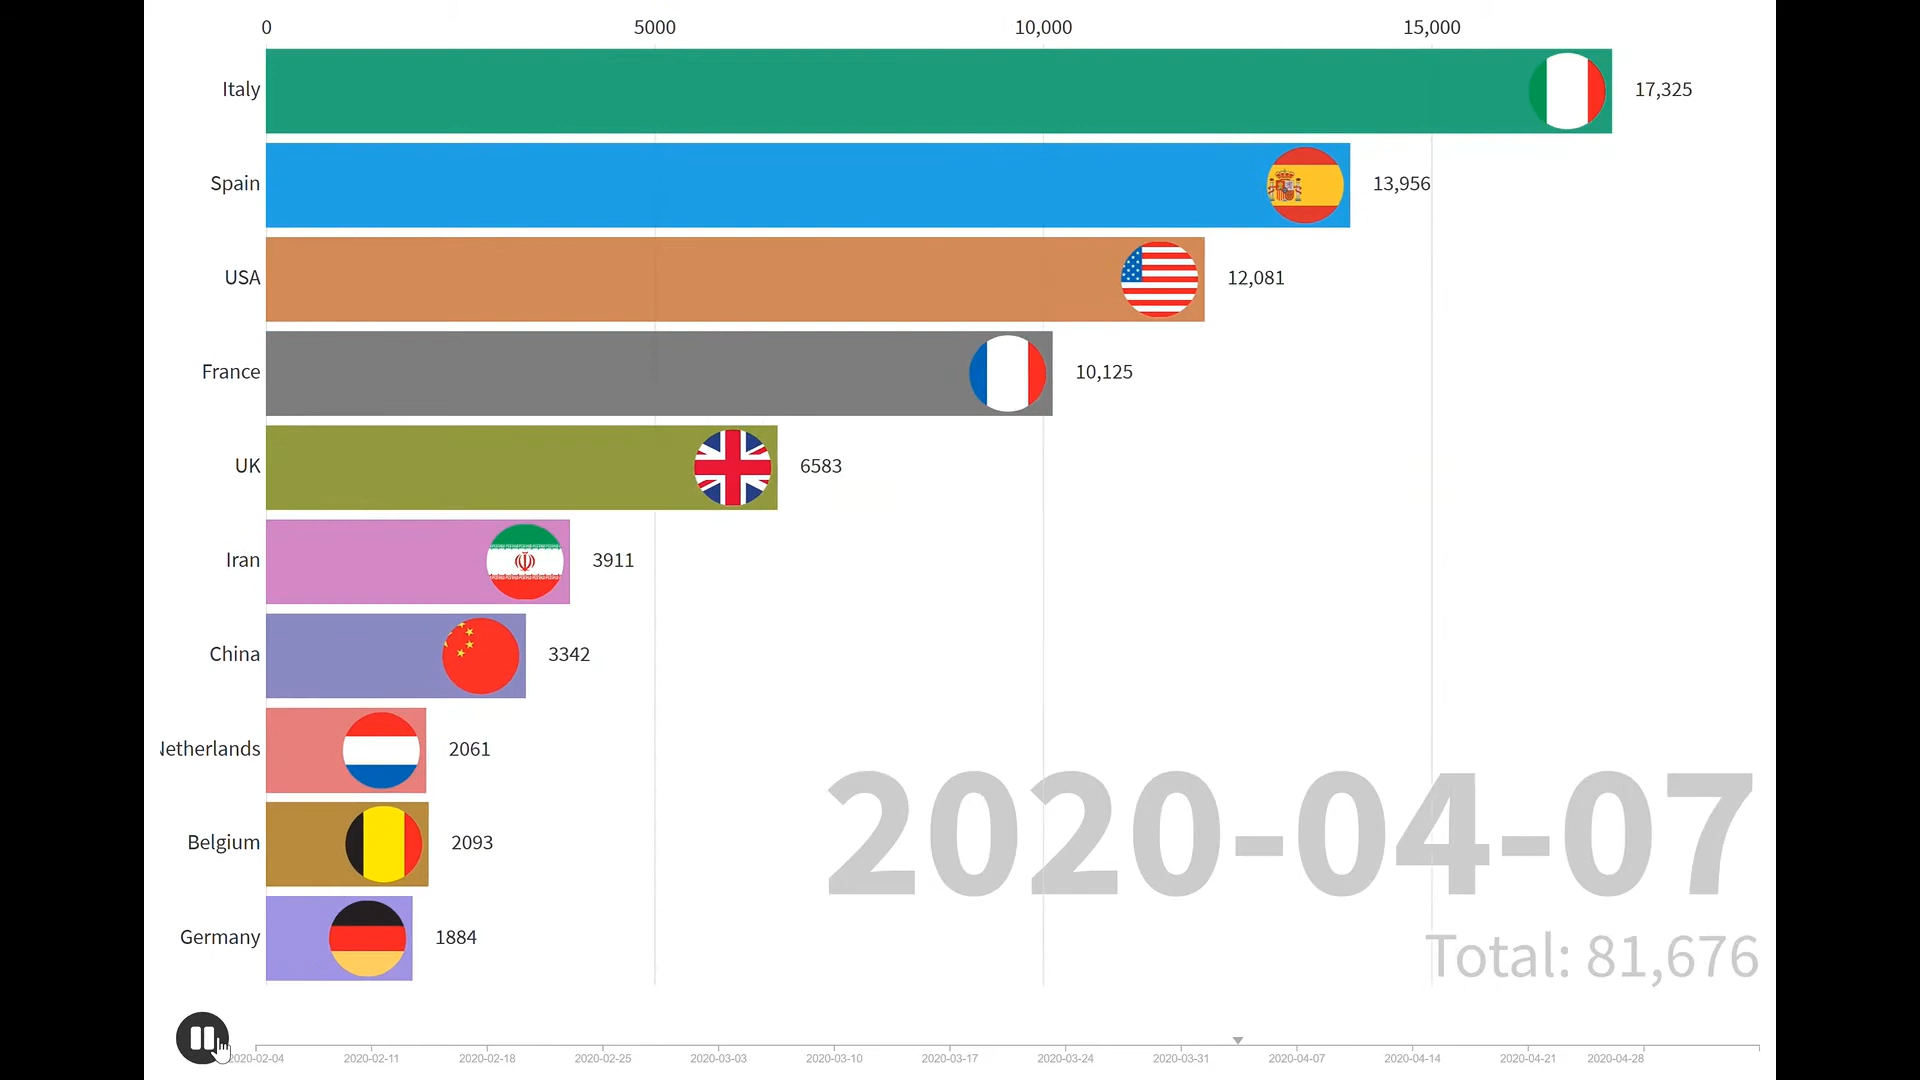 0 5000 10,000 15,000
Italy 17,325
Spain 13,956
USA 12,081
France 10,125
UK 6583
Iran 3911
China 3342
Netherlands 2061
Belgium 2093
Germany 1884
2020-04-07
Total: 81,676
2020-02-04 2020-02-11 2020-02-18 2020-02-25 2020-03-03 2020-03-10 2020-03-17 2020-03-24 2020-03-31 2020-04-07 2020-04-14 2020-04-21 2020-04-28